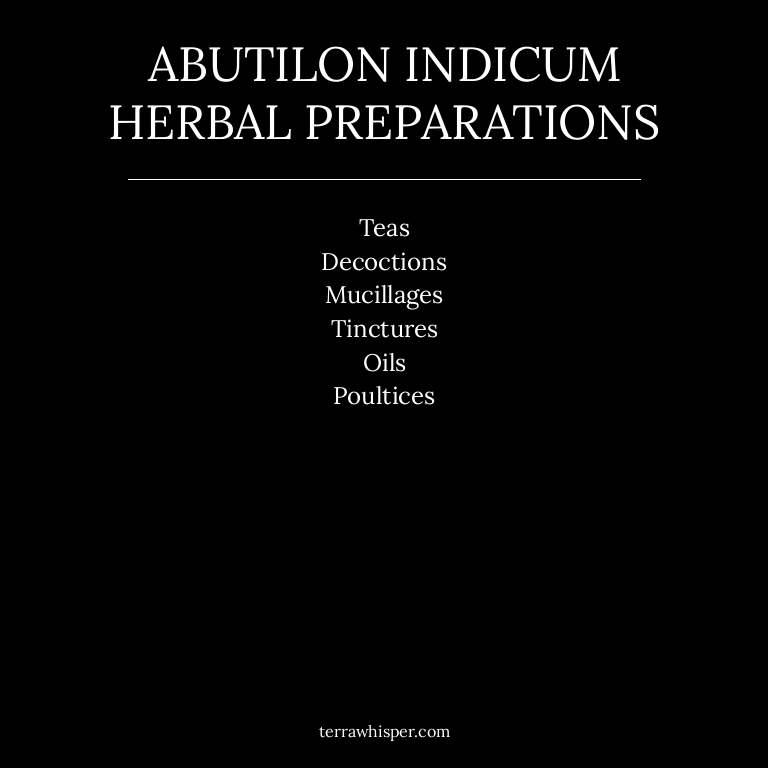 ABUTILON INDICUM
HERBAL PREPARATIONS
Teas
Decoctions
Mucillages
Tinctures
Oils
Poultices
terrawhisper.com